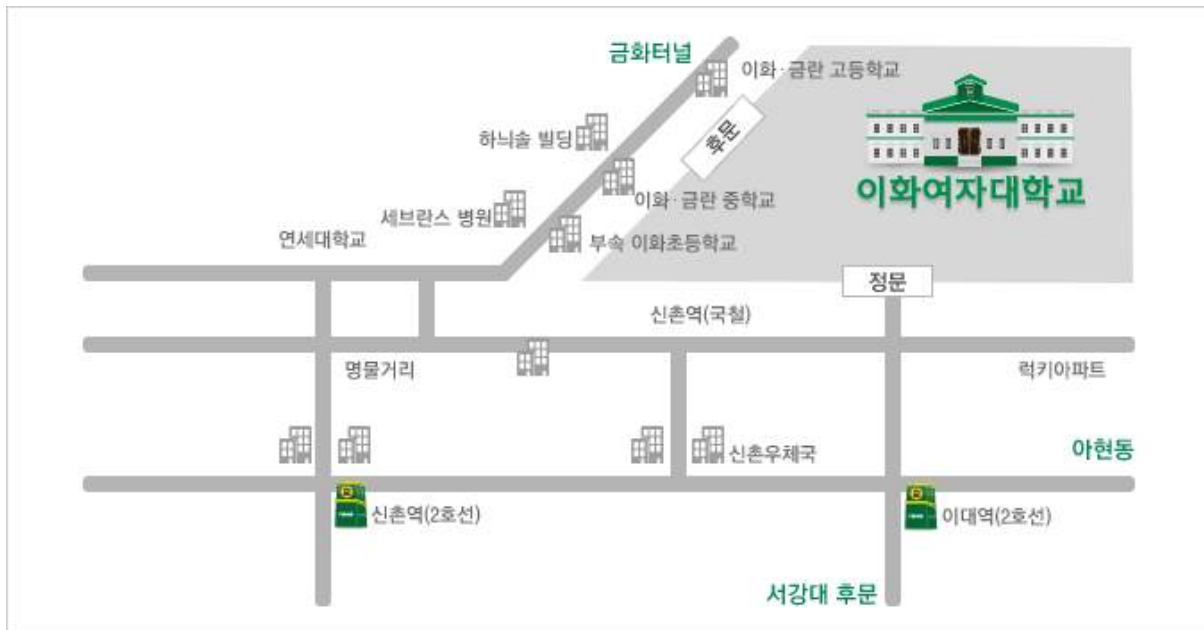 금화터널
이화·금란 고등학교
하늬솔 빌딩
후문
이화여자대학교
이화·금란 중학교
세브란스 병원
연세대학교
부속 이화초등학교
정문
신촌역(국철)
명물거리
럭키아파트
신촌우체국
아현동
신촌역(2호선)
이대역(2호선)
서강대 후문